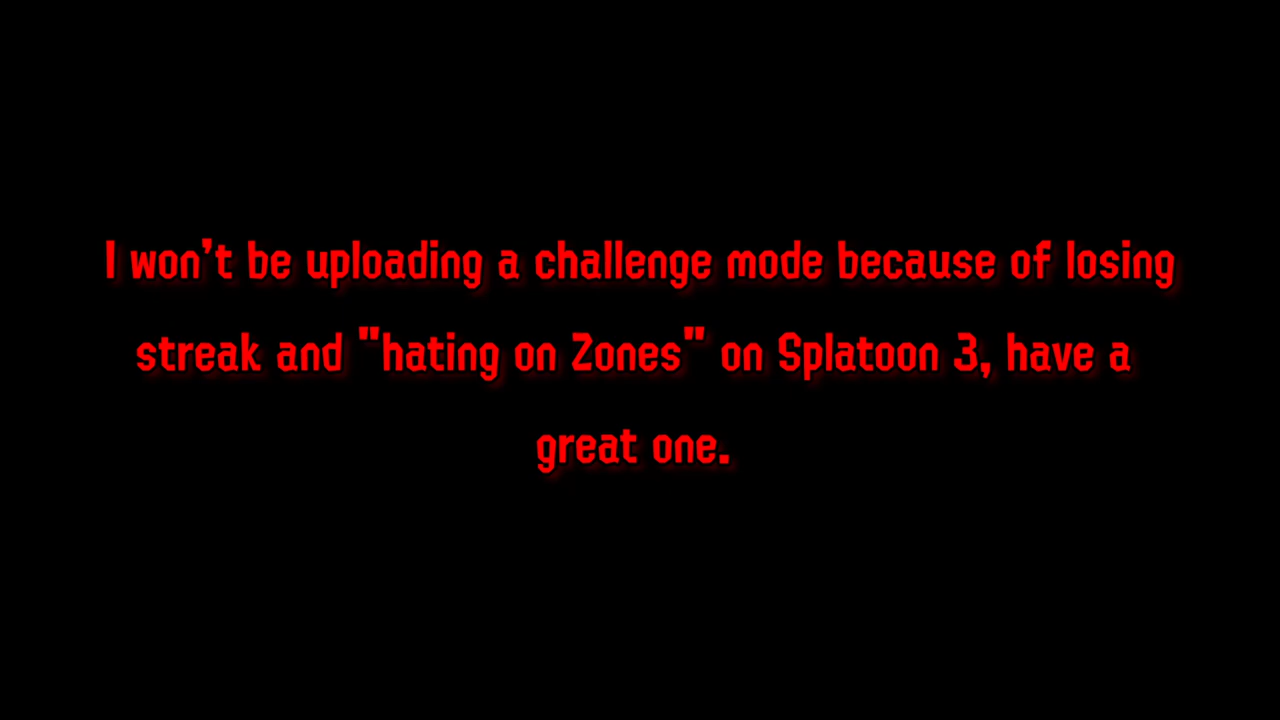 I won't be uploading a challenge mode because of losing
streak and "hating on Zones" on Splatoon 3, have a
great one.